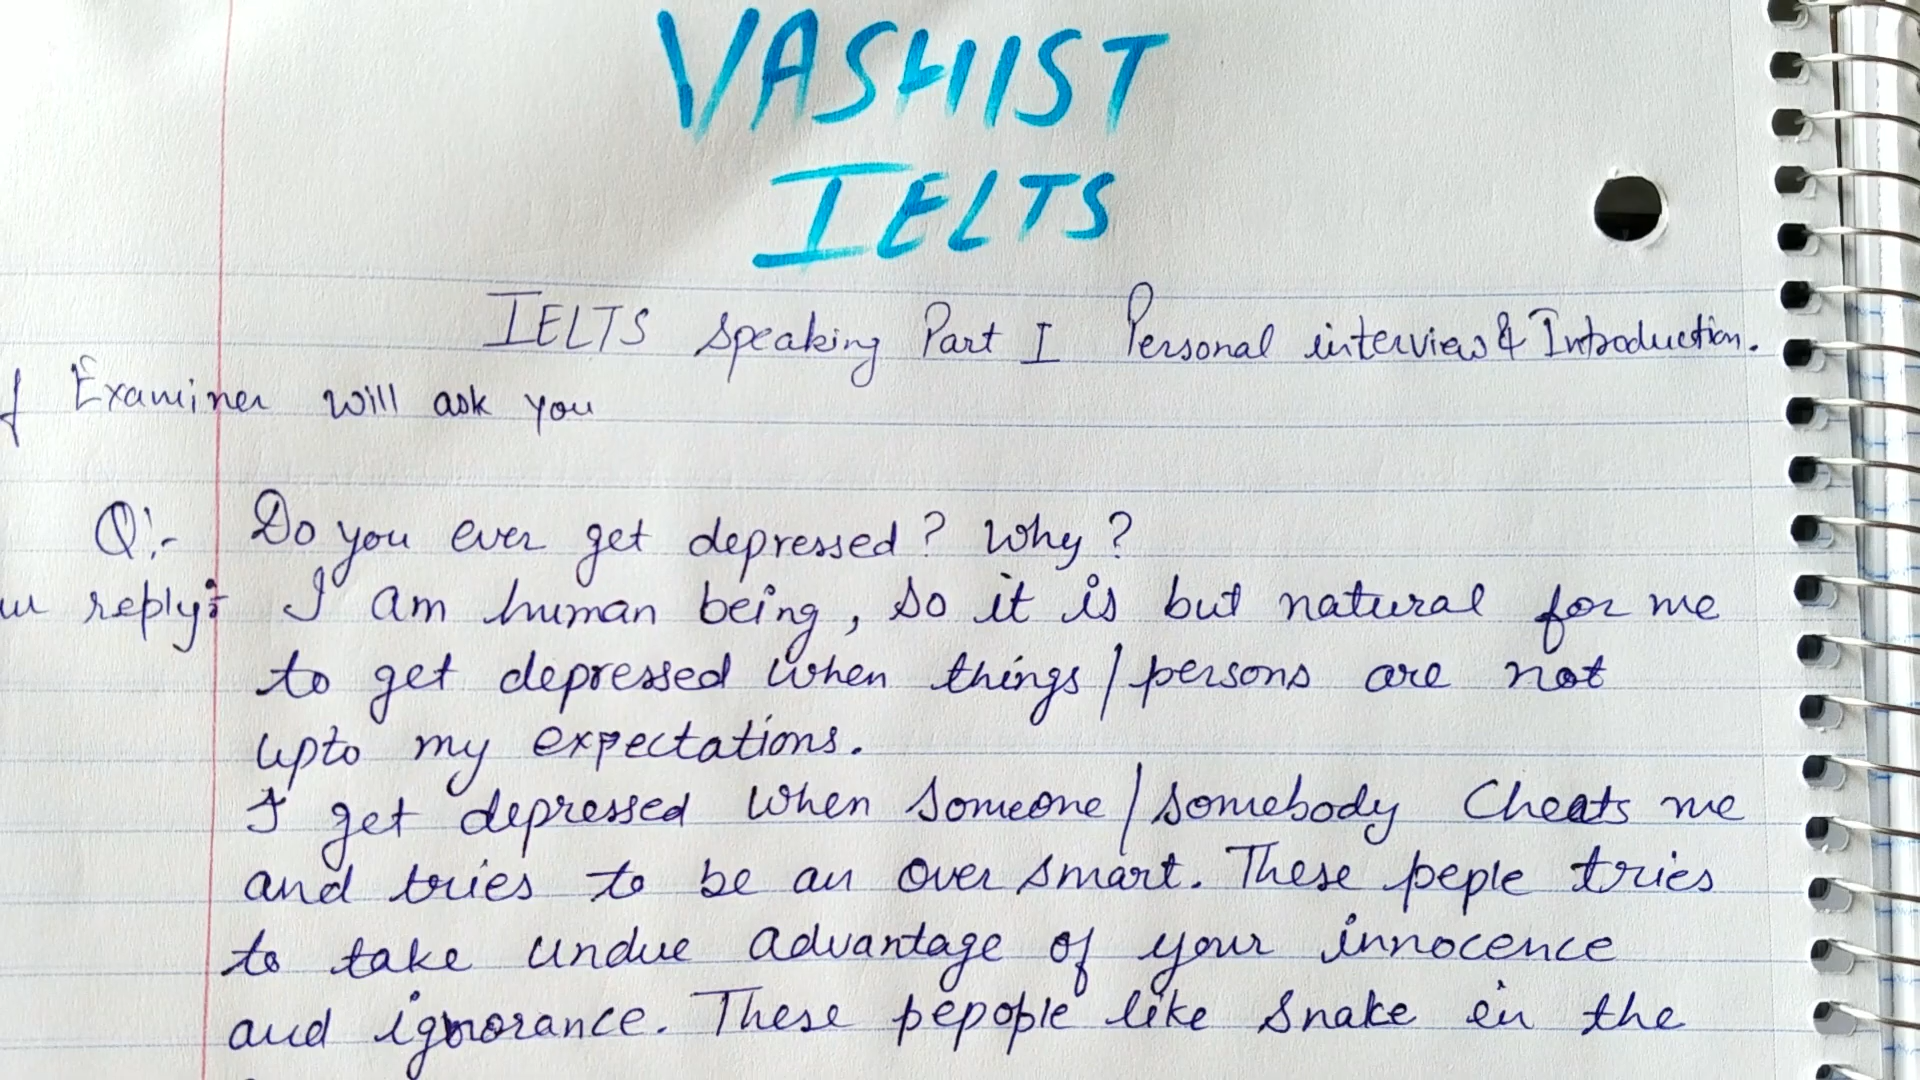 VASHIST
IELTS
IELTS speaking Part I Personal interview & Introduction.
Examiner will ask you
Q:- Do you ever get depressed? Why?
reply:- I am human being, so it is but natural for me
to get depressed when things/persons are not
upto my expectations.
I get depressed when someone/somebody Cheats me
and tries to be an over smart. These peple tries
to take undue advantage of your innocence
and ignorance. These pepople like Snake in the